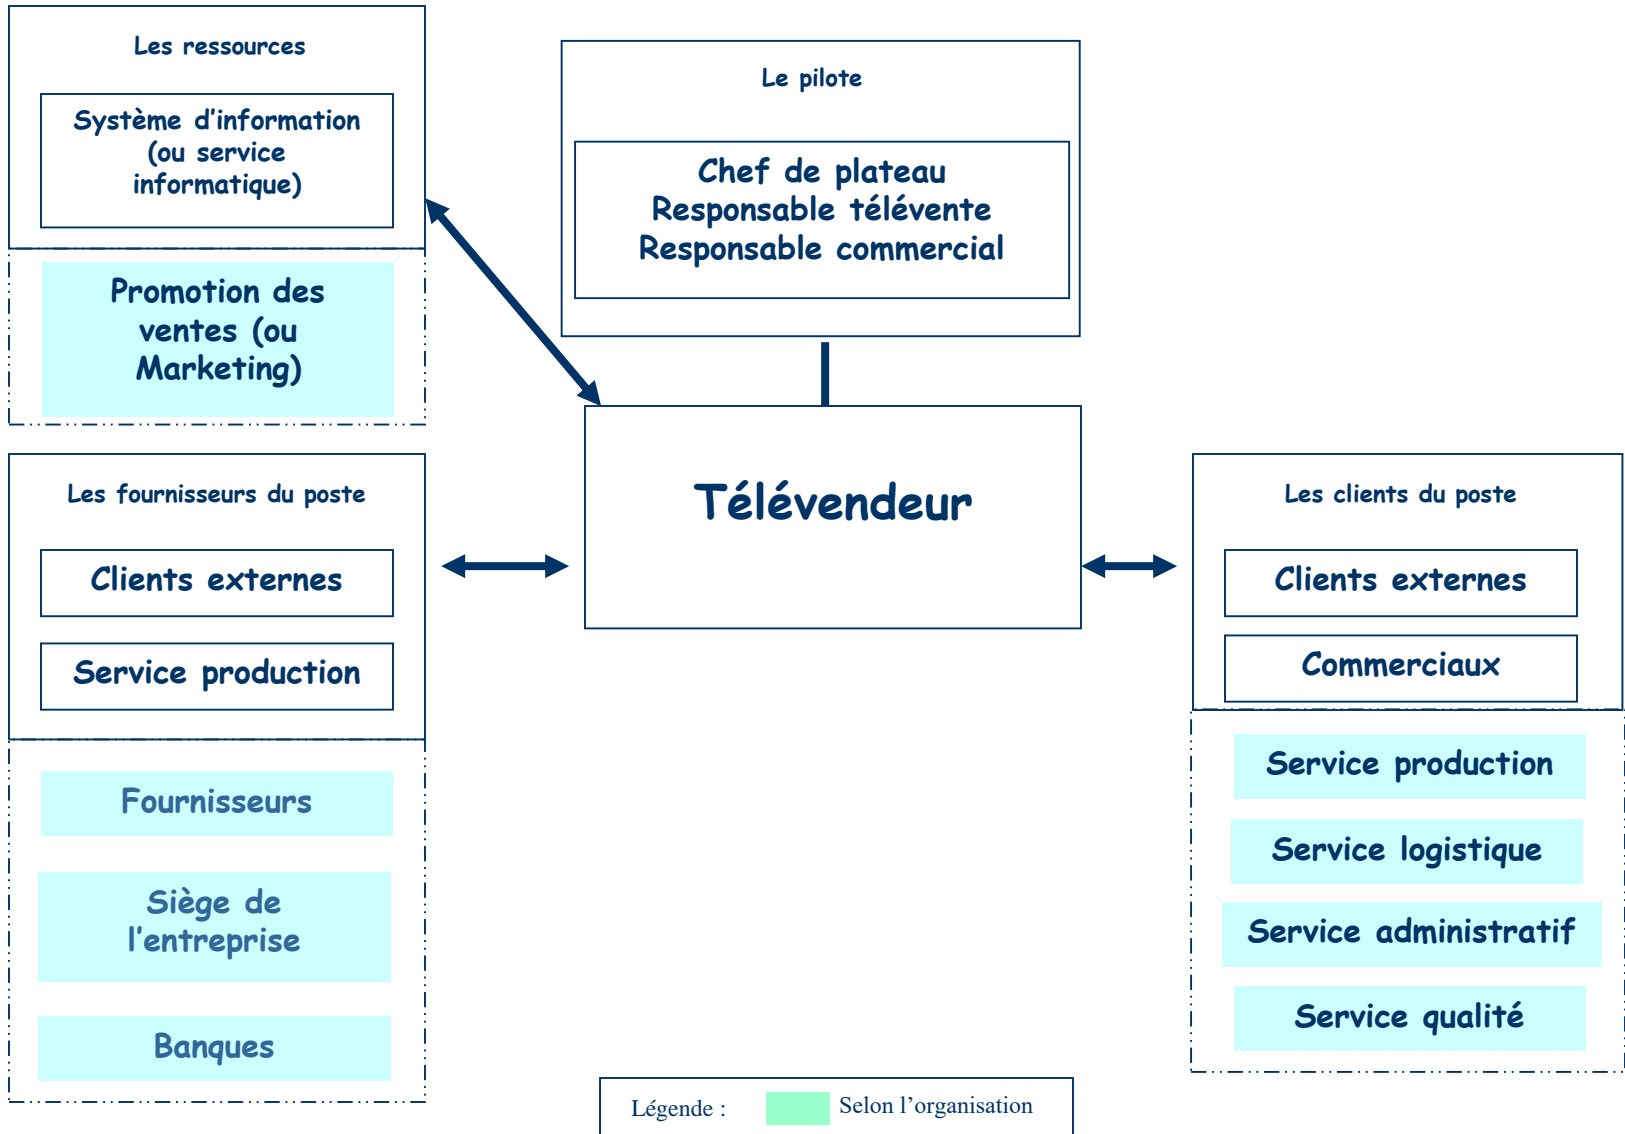 Les ressources
Système d'information
(ou service
informatique)
Promotion des
ventes (ou
Marketing)
Le pilote
Chef de plateau
Responsable télévente
Responsable commercial
Télévendeur
Les fournisseurs du poste
Clients externes
Service production
Fournisseurs
Siège de
l'entreprise
Banques
Les clients du poste
Clients externes
Commerciaux
Service production
Service logistique
Service administratif
Service qualité
Légende :
Selon l'organisation